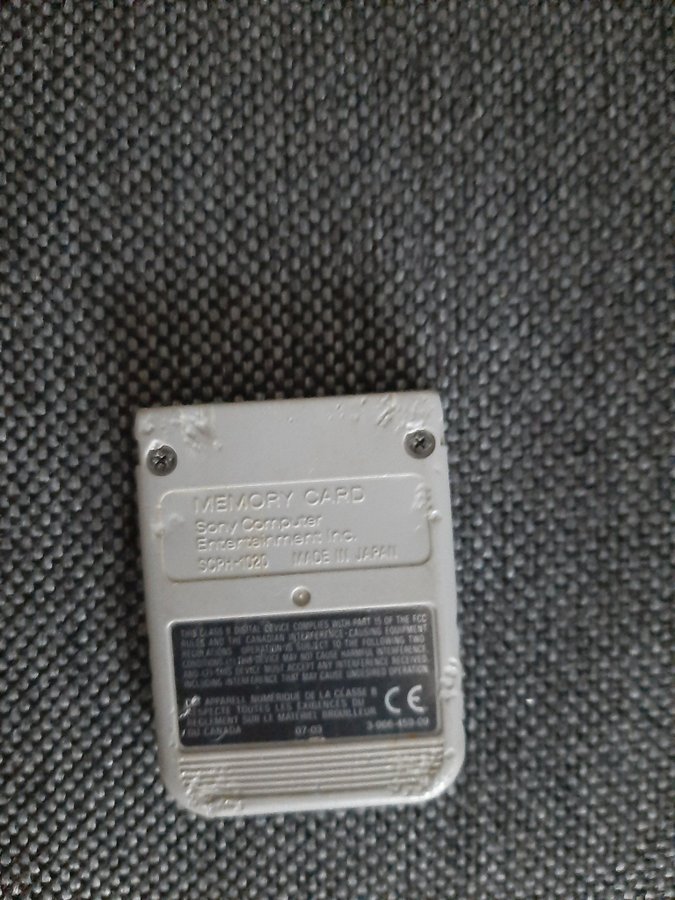 MEMORY CARD
Sony Computer
Entertainment Inc.
SCPH-1020 MADE IN JAPAN
THIS CLASS B DIGITAL DEVICE COMPLIES WITH PART 15 OF THE FCC
RULES AND THE CANADIAN INTERFERENCE-CAUSING EQUIPMENT
REGULATIONS. OPERATION IS SUBJECT TO THE FOLLOWING TWO
CONDITIONS (1) THIS DEVICE MAY NOT CAUSE HARMFUL INTERFERENCE
AND (2) THIS DEVICE MUST ACCEPT ANY INTERFERENCE RECEIVED,
INCLUDING INTERFERENCE THAT MAY CAUSE UNDESIRED OPERATION
APPAREIL NUMÉRIQUE DE LA CLASSE B
TOUTES LES EXIGENCES DU
RÈGLEMENT SUR LE MATÉRIEL BROUILLEUR
DU CANADA
CE
07-03 3-966-459-09